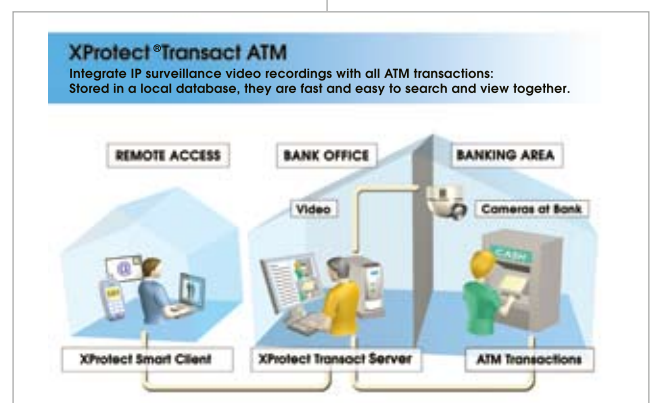 XProtect ®Transact ATM
Integrate IP surveillance video recordings with all ATM transactions:
Stored in a local database, they are fast and easy to search and view together.
REMOTE ACCESS
BANK OFFICE
BANKING AREA
Video
Cameras at Bank
@
CASH
XProtect Smart Client
XProtect Transact Server
ATM Transactions